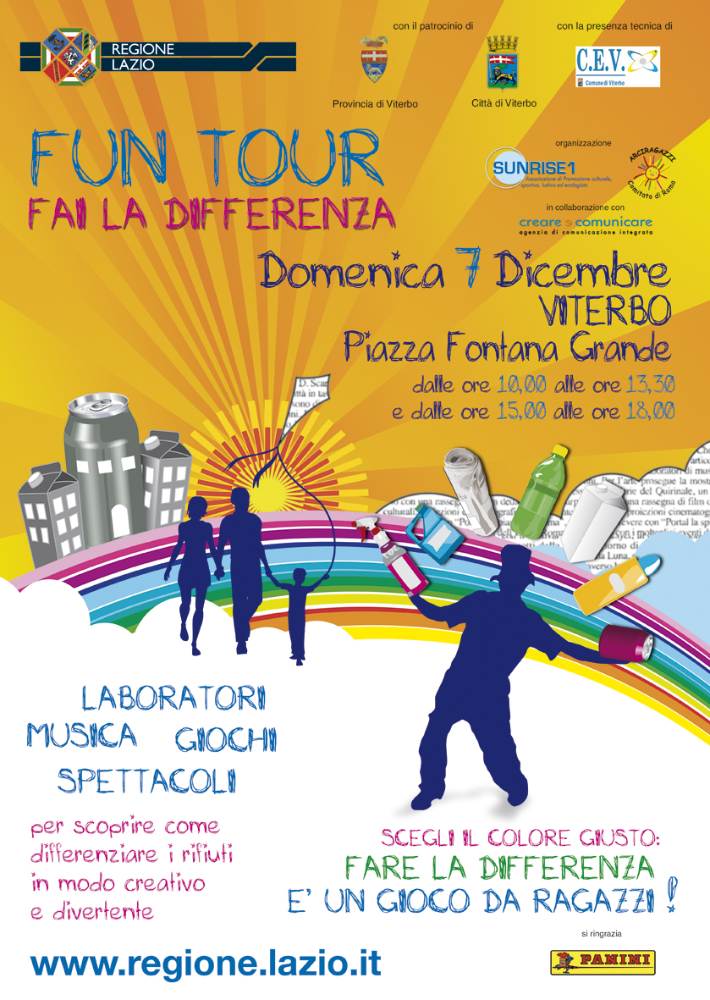 REGIONE
LAZIO
con il patrocinio di
con la presenza tecnica di
Provincia di Viterbo
Città di Viterbo
C.E.V.
Comune di Viterbo
FUN TOUR
FAI LA DIFFERENZA
organizzazione
SUNRISE1
Associazione di Promozione culturale,
sportiva, ludica ed ecologista
ARCIRAGAZZI
Comitato di Roma
in collaborazione con
creare e comunicare
agenzia di comunicazione integrata
Domenica 7 Dicembre
VITERBO
Piazza Fontana Grande
dalle ore 10,00 alle ore 13,30
e dalle ore 15,00 alle ore 18,00
LABORATORI
MUSICA GIOCHI
SPETTACOLI
per scoprire come
differenziare i rifiuti
in modo creativo
e divertente
SCEGLI IL COLORE GIUSTO:
FARE LA DIFFERENZA
E' UN GIOCO DA RAGAZZI !
si ringrazia
PANINI
www.regione.lazio.it